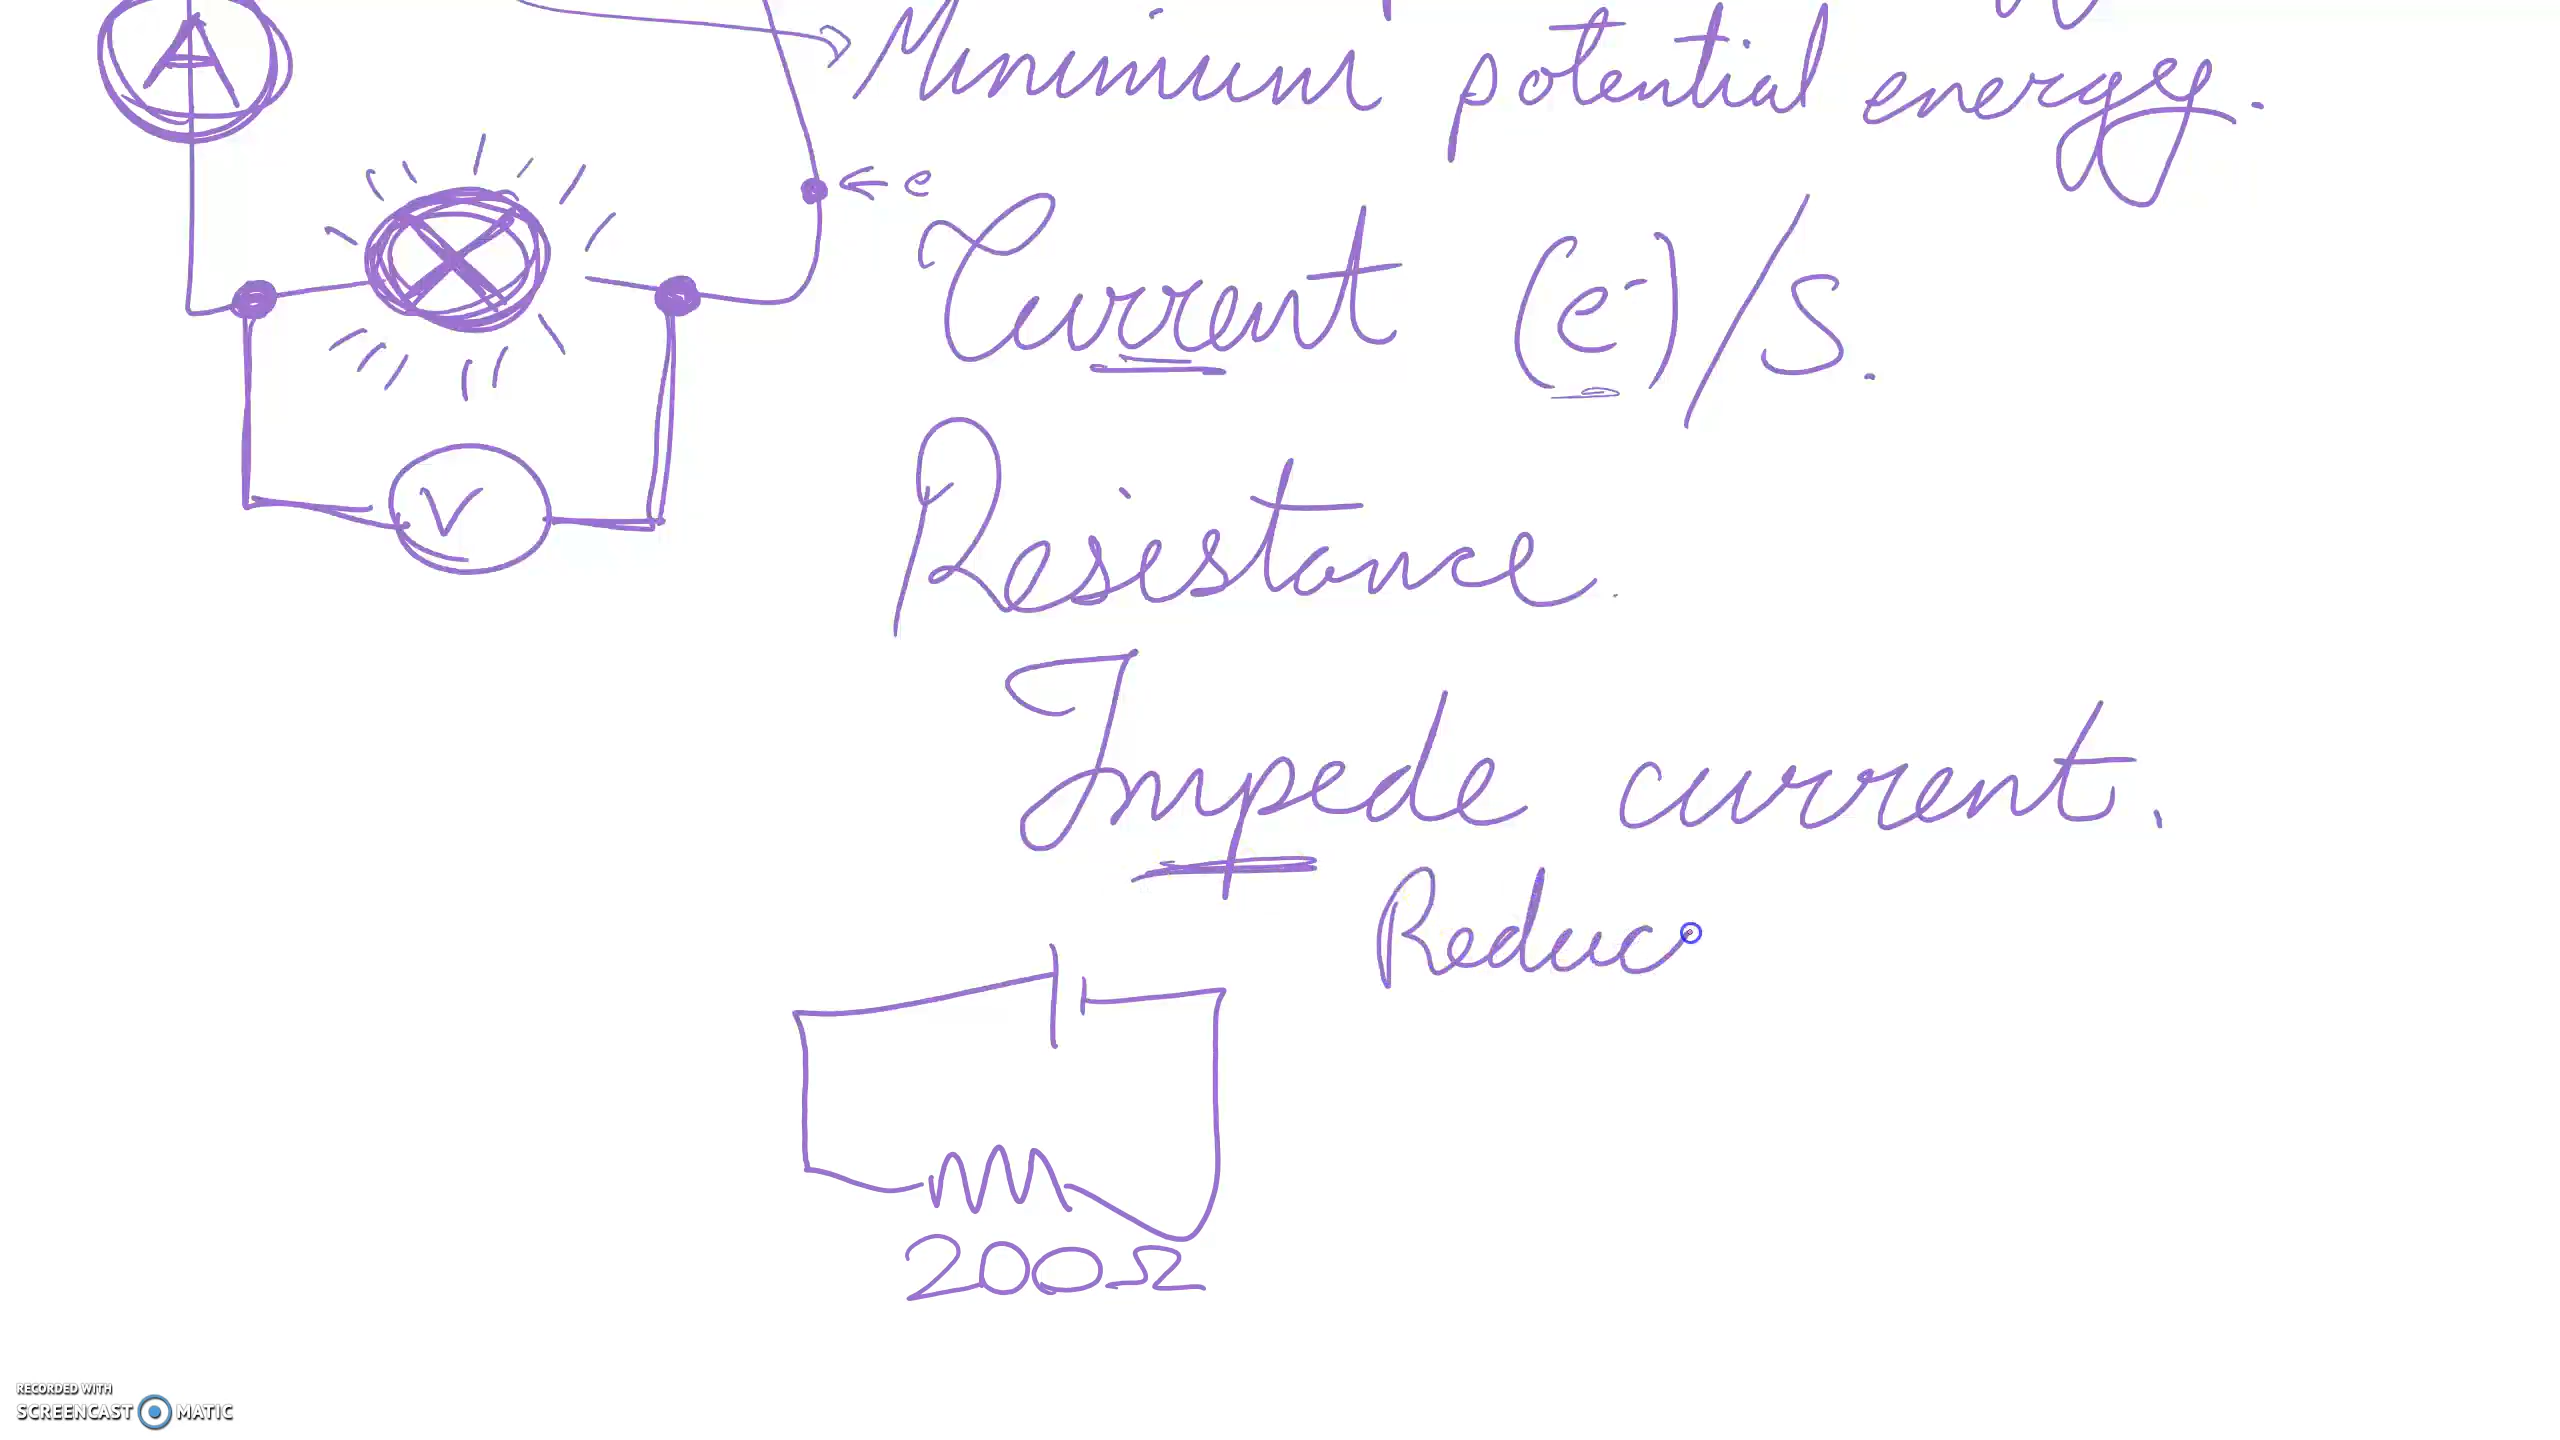 A
Minimum potential energy.
← e
Current (e⁻)/s.
V
Resistance.
Impede current.
Reduc
200Ω
RECORDED WITH
SCREENCAST MATIC